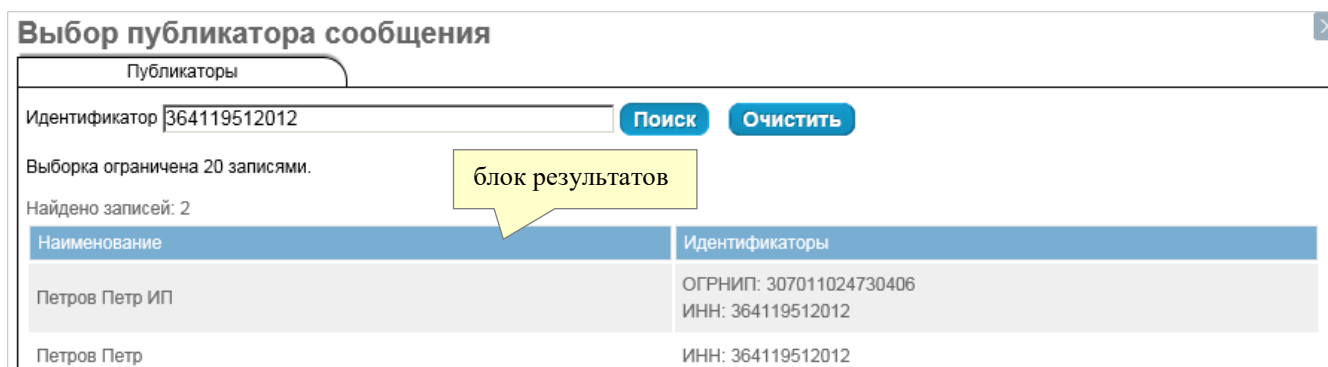 Выбор публикатора сообщения
Публикаторы
Идентификатор 364119512012 Поиск Очистить
Выборка ограничена 20 записями.
блок результатов
Найдено записей: 2
Наименование Идентификаторы
Петров Петр ИП
ОГРНИП: 307011024730406
ИНН: 364119512012
Петров Петр ИНН: 364119512012